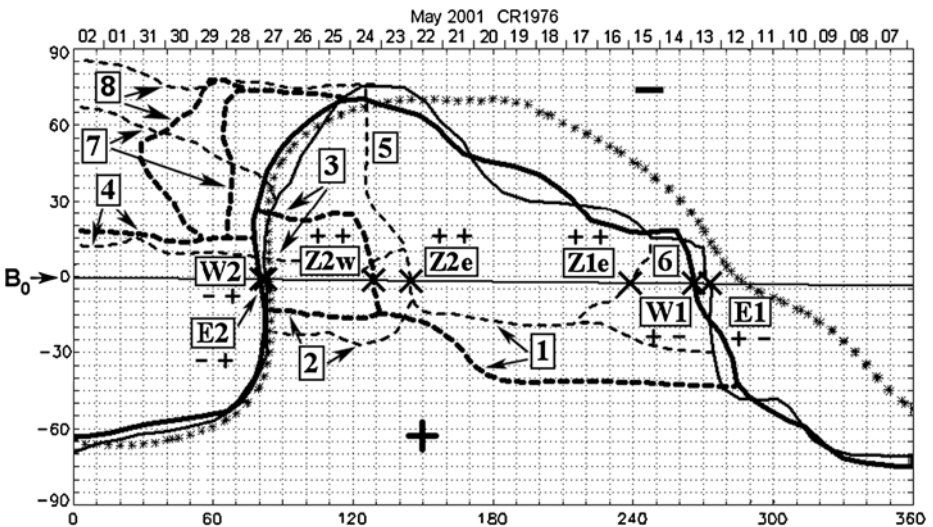 May 2001 CR1976
02 01 31 30 29 28 27 26 25 24 23 22 21 20 19 18 17 16 15 14 13 12 11 10 09 08 07
90
8
−
60
7
5
3
30
4
+ + + + + +
W2 Z2w Z2e Z1e 6
B0 0
− + W1 E1
E2 + − + −
−30 − + 2 1
−60 +
−90
0 60 120 180 240 300 360